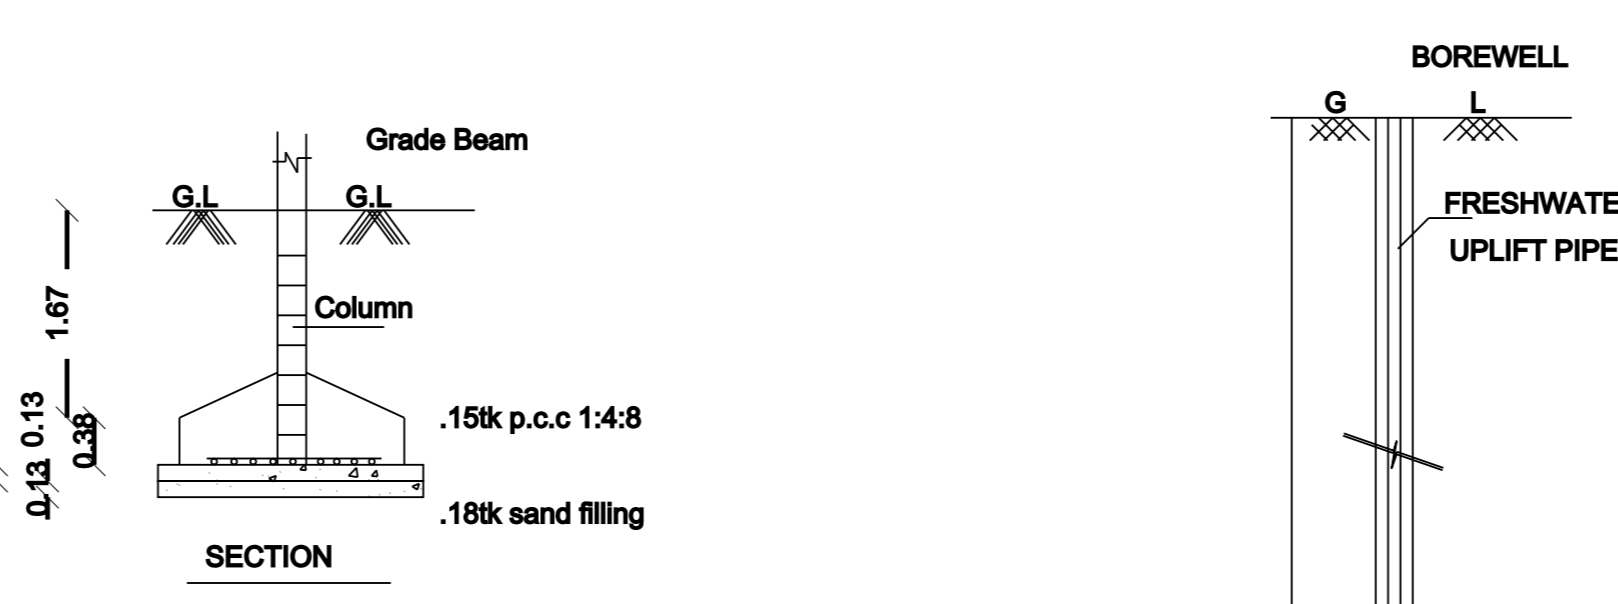 BOREWELL
G L
Grade Beam
G.L G.L
FRESHWATE
UPLIFT PIPE
1.67
Column
0.13
0.38
.15tk p.c.c 1:4:8
0.13
.18tk sand filling
SECTION